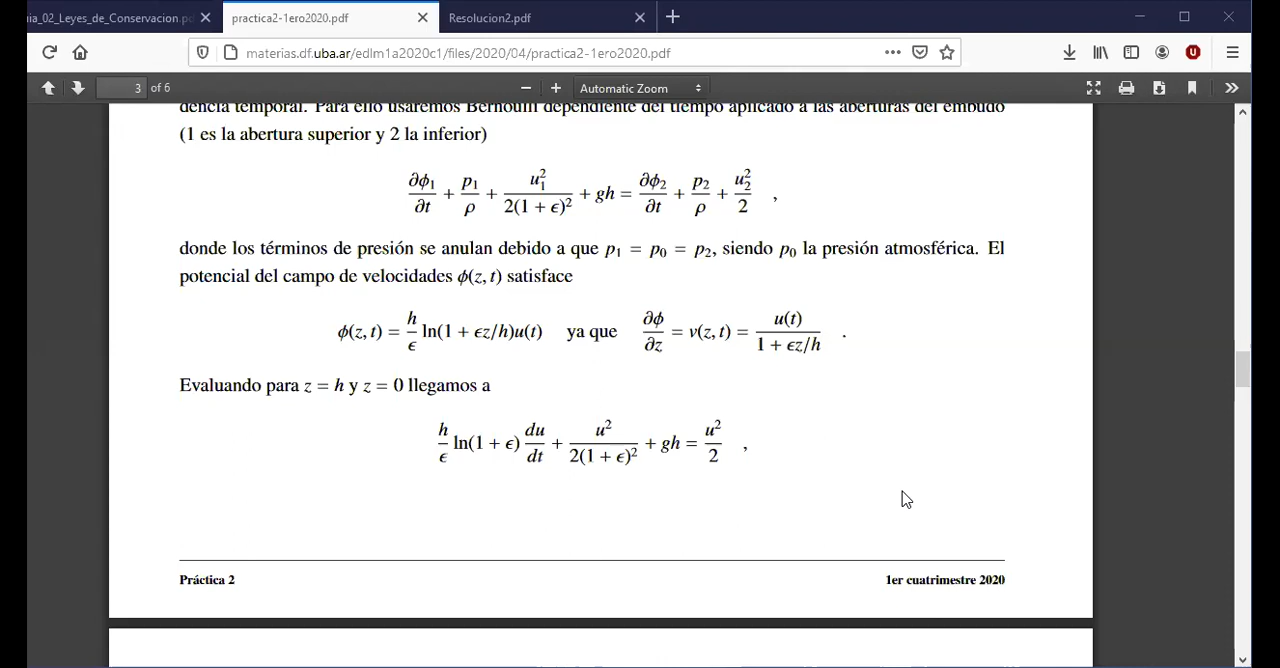 ia_02_Leyes_de_Conservacion.pd
practica2-1ero2020.pdf
Resolucion2.pdf
materias.df.uba.ar/edlm1a2020c1/files/2020/04/practica2-1ero2020.pdf
3 of 6
Automatic Zoom
dencia temporal. Para ello usaremos Bernoulli dependiente del tiempo aplicado a las aberturas del embudo
(1 es la abertura superior y 2 la inferior)
∂ϕ₁/∂t + p₁/ρ + u₁²/2(1 + ϵ)² + gh = ∂ϕ₂/∂t + p₂/ρ + u₂²/2 ,
donde los términos de presión se anulan debido a que p₁ = p₀ = p₂, siendo p₀ la presión atmosférica. El
potencial del campo de velocidades ϕ(z, t) satisface
ϕ(z, t) = h/ϵ ln(1 + ϵz/h)u(t) ya que ∂ϕ/∂z = v(z, t) = u(t)/1 + ϵz/h .
Evaluando para z = h y z = 0 llegamos a
h/ϵ ln(1 + ϵ) du/dt + u²/2(1 + ϵ)² + gh = u²/2 ,
Práctica 2
1er cuatrimestre 2020